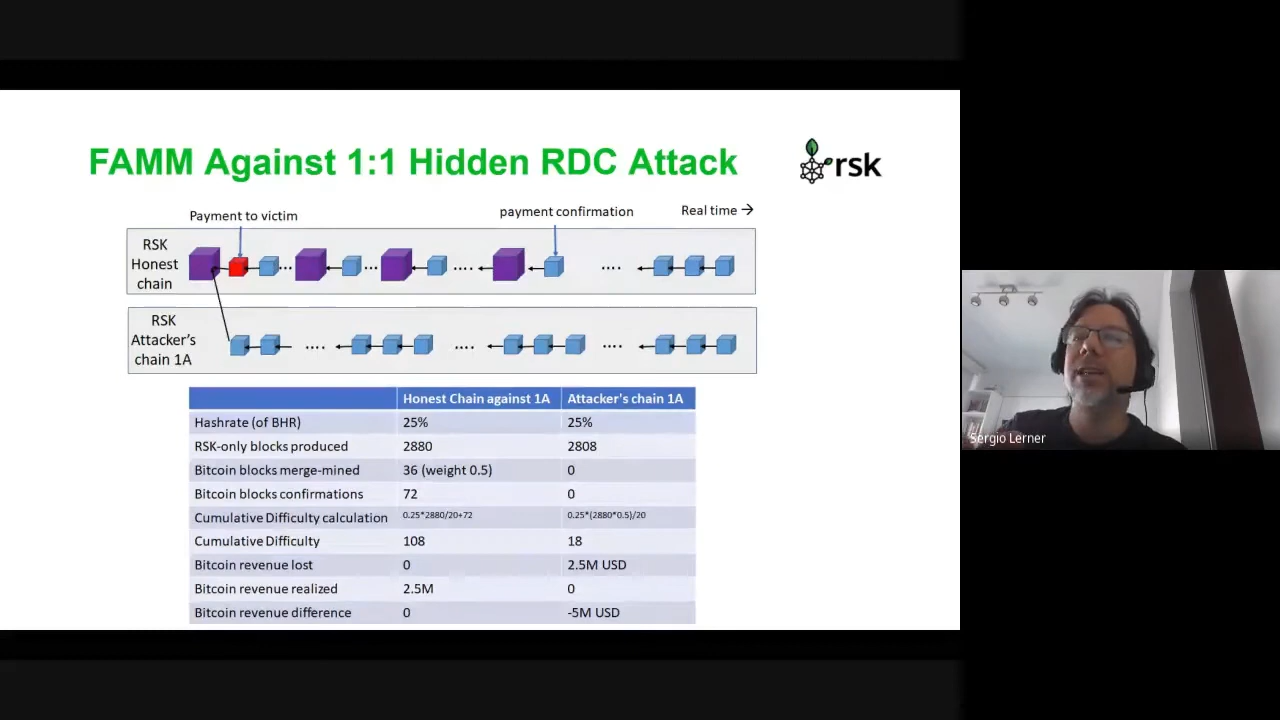 FAMM Against 1:1 Hidden RDC Attack
rsk
Payment to victim
payment confirmation
Real time →
RSK
Honest
chain
....
RSK
Attacker's
chain 1A
Honest Chain against 1A Attacker's chain 1A
Hashrate (of BHR) 25% 25%
RSK-only blocks produced 2880 2808
Bitcoin blocks merge-mined 36 (weight 0.5) 0
Bitcoin blocks confirmations 72 0
Cumulative Difficulty calculation 0.25*2880/20+72 0.25*(2880*0.5)/20
Cumulative Difficulty 108 18
Bitcoin revenue lost 0 2.5M USD
Bitcoin revenue realized 2.5M 0
Bitcoin revenue difference 0 -5M USD
Sergio Lerner